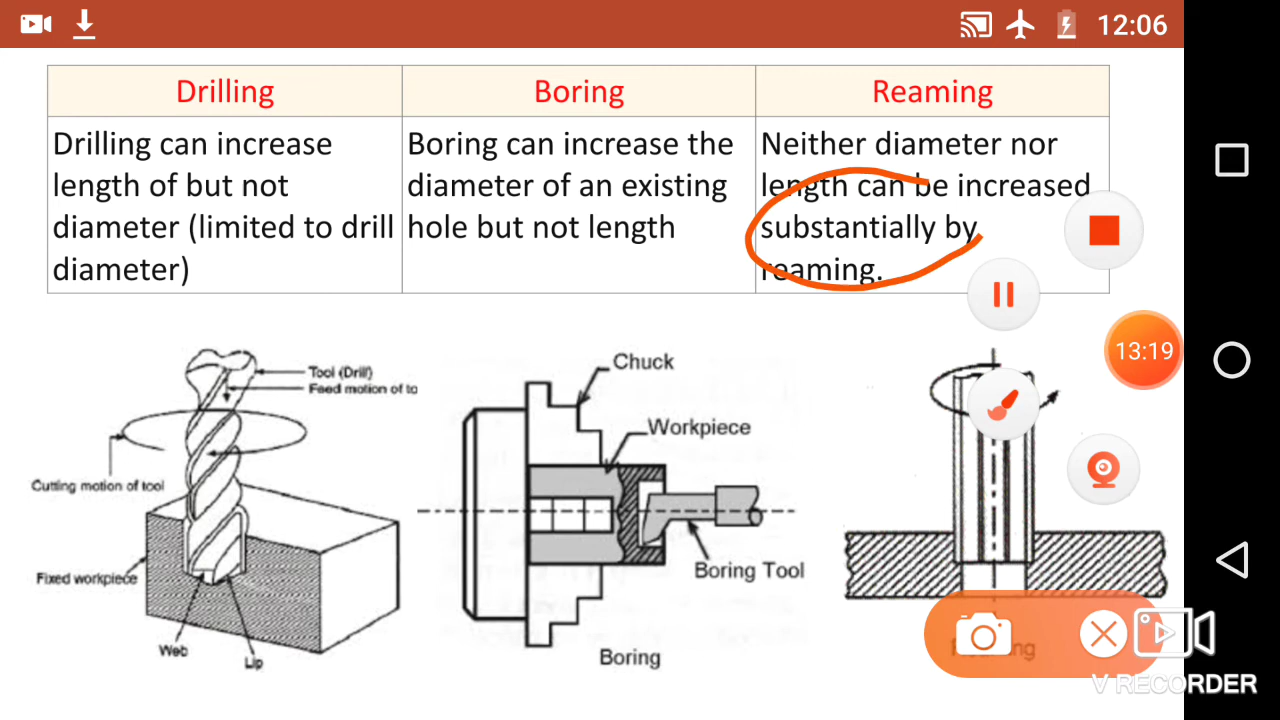 12:06
Drilling
Boring
Reaming
Drilling can increase
length of but not
diameter (limited to drill
diameter)
Boring can increase the
diameter of an existing
hole but not length
Neither diameter nor
length can be increased
substantially by
reaming.
13:19
Tool (Drill)
Feed motion of to
Cutting motion of tool
Fixed workpiece
Web
Lip
Chuck
Workpiece
Boring Tool
Boring
V RECORDER